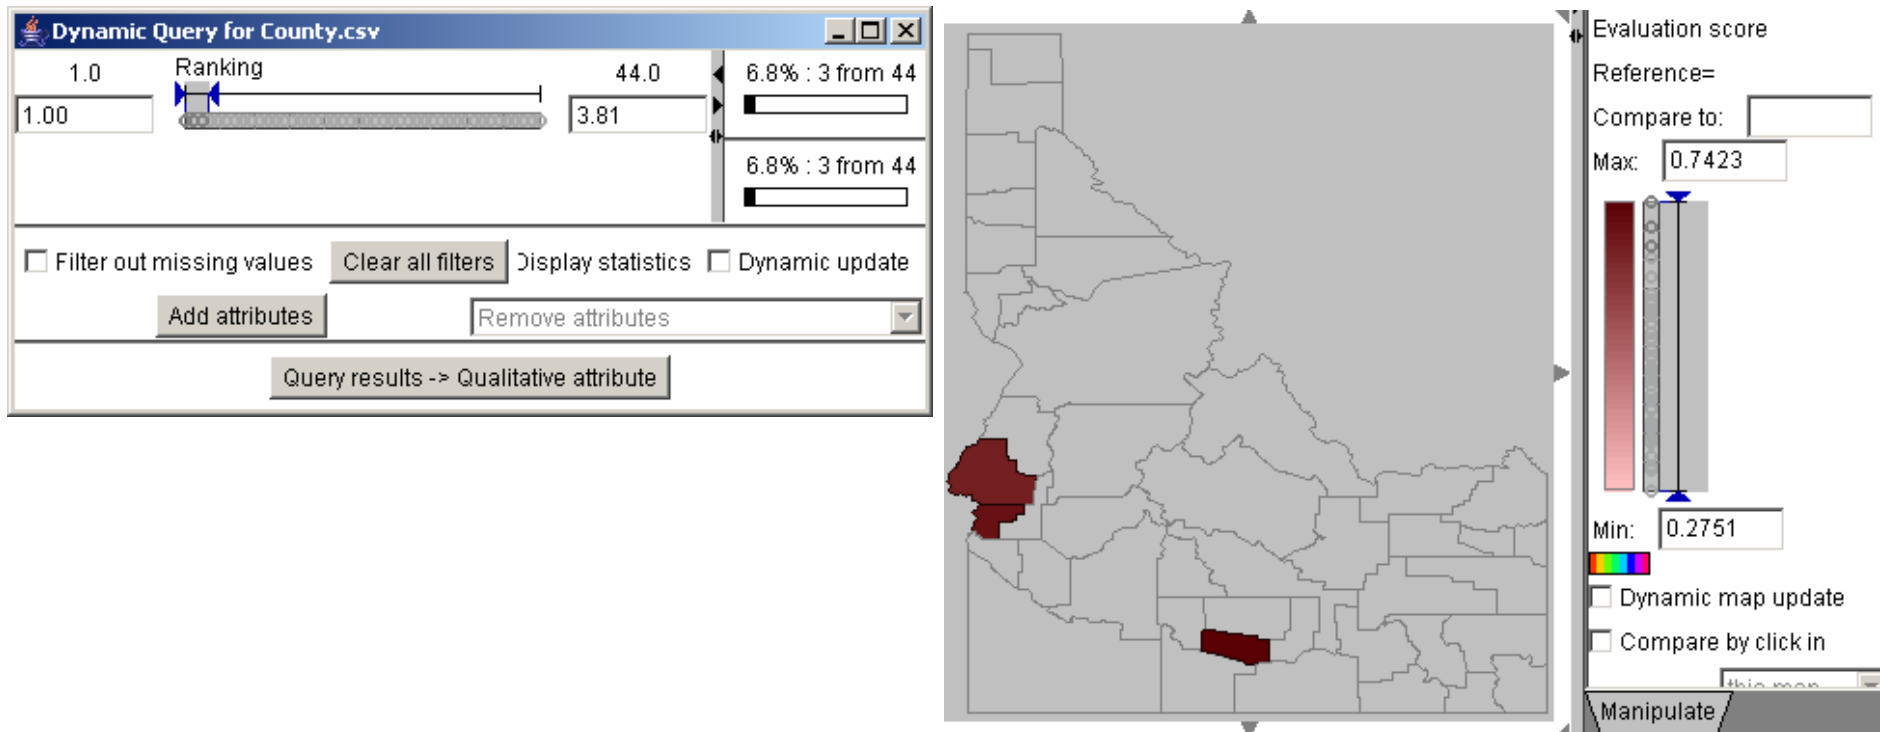 Dynamic Query for County.csv
1.0 Ranking 44.0
1.00 3.81
6.8% : 3 from 44
6.8% : 3 from 44
Filter out missing values Clear all filters Display statistics Dynamic update
Add attributes Remove attributes
Query results -> Qualitative attribute
Evaluation score
Reference=
Compare to:
Max: 0.7423
Min: 0.2751
Dynamic map update
Compare by click in
this map
Manipulate